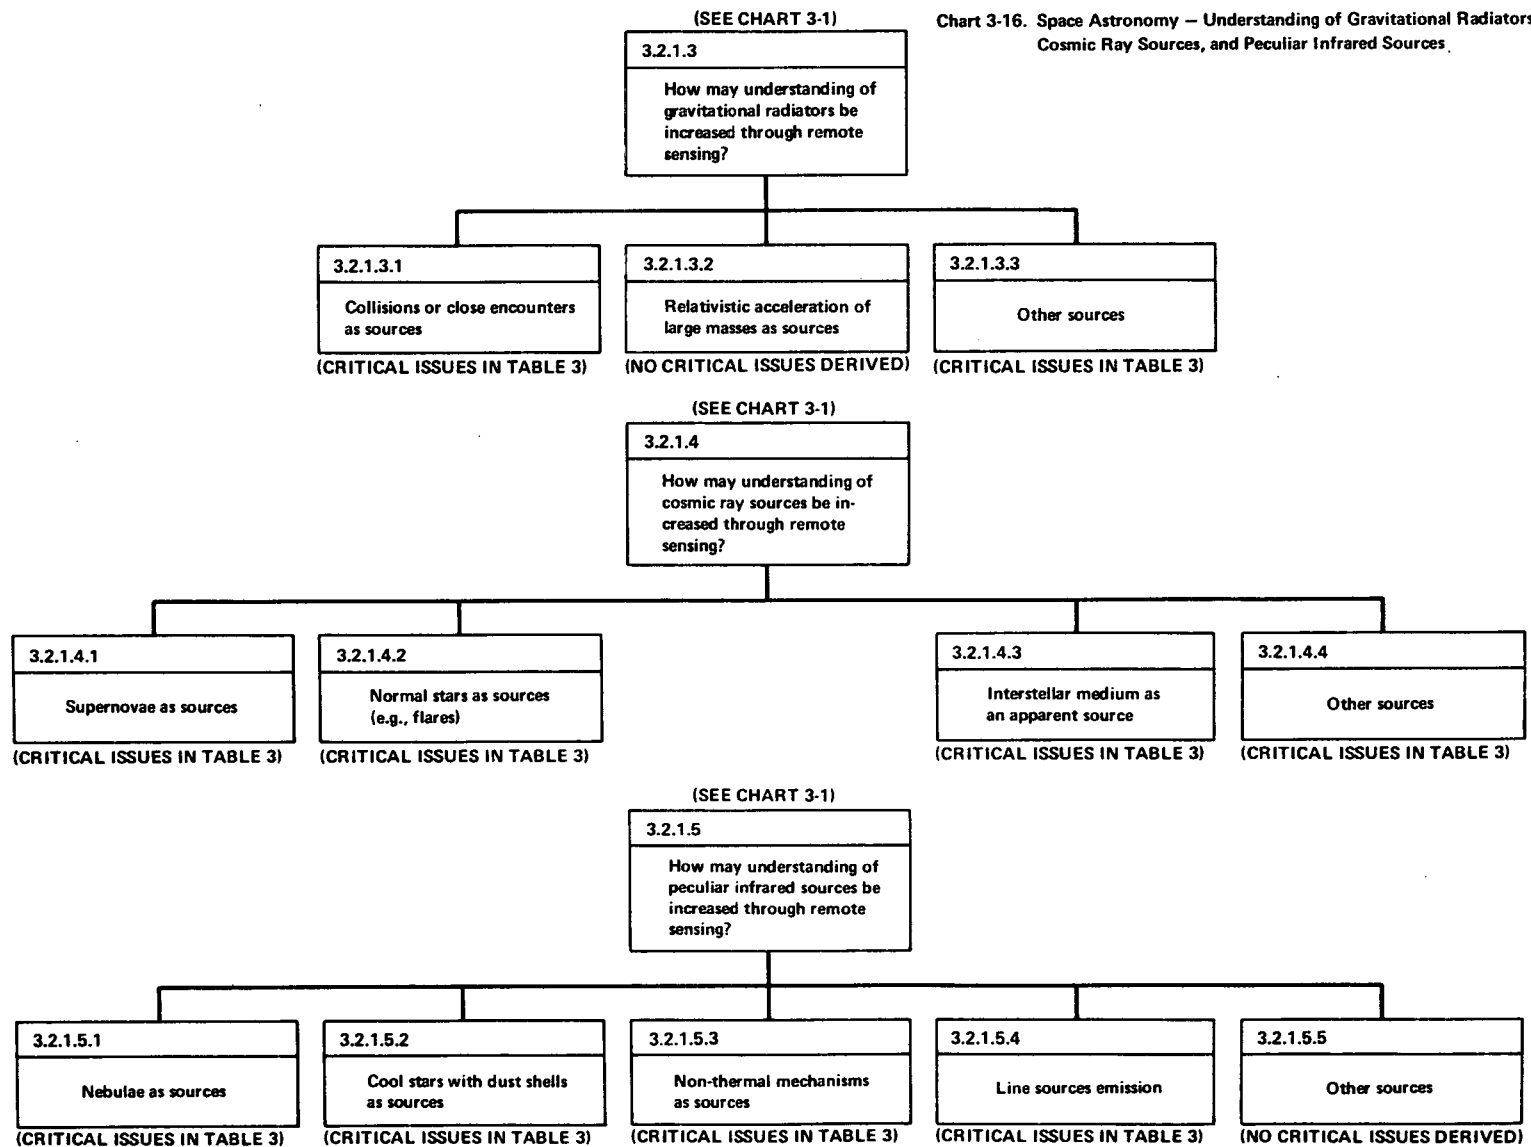 (SEE CHART 3-1)
Chart 3-16. Space Astronomy — Understanding of Gravitational Radiators
Cosmic Ray Sources, and Peculiar Infrared Sources
3.2.1.3
How may understanding of
gravitational radiators be
increased through remote
sensing?
3.2.1.3.1
Collisions or close encounters
as sources
(CRITICAL ISSUES IN TABLE 3)
3.2.1.3.2
Relativistic acceleration of
large masses as sources
(NO CRITICAL ISSUES DERIVED)
3.2.1.3.3
Other sources
(CRITICAL ISSUES IN TABLE 3)
(SEE CHART 3-1)
3.2.1.4
How may understanding of
cosmic ray sources be in-
creased through remote
sensing?
3.2.1.4.1
Supernovae as sources
(CRITICAL ISSUES IN TABLE 3)
3.2.1.4.2
Normal stars as sources
(e.g., flares)
(CRITICAL ISSUES IN TABLE 3)
3.2.1.4.3
Interstellar medium as
an apparent source
(CRITICAL ISSUES IN TABLE 3)
3.2.1.4.4
Other sources
(CRITICAL ISSUES IN TABLE 3)
(SEE CHART 3-1)
3.2.1.5
How may understanding of
peculiar infrared sources be
increased through remote
sensing?
3.2.1.5.1
Nebulae as sources
(CRITICAL ISSUES IN TABLE 3)
3.2.1.5.2
Cool stars with dust shells
as sources
(CRITICAL ISSUES IN TABLE 3)
3.2.1.5.3
Non-thermal mechanisms
as sources
(CRITICAL ISSUES IN TABLE 3)
3.2.1.5.4
Line sources emission
(CRITICAL ISSUES IN TABLE 3)
3.2.1.5.5
Other sources
(NO CRITICAL ISSUES DERIVED)